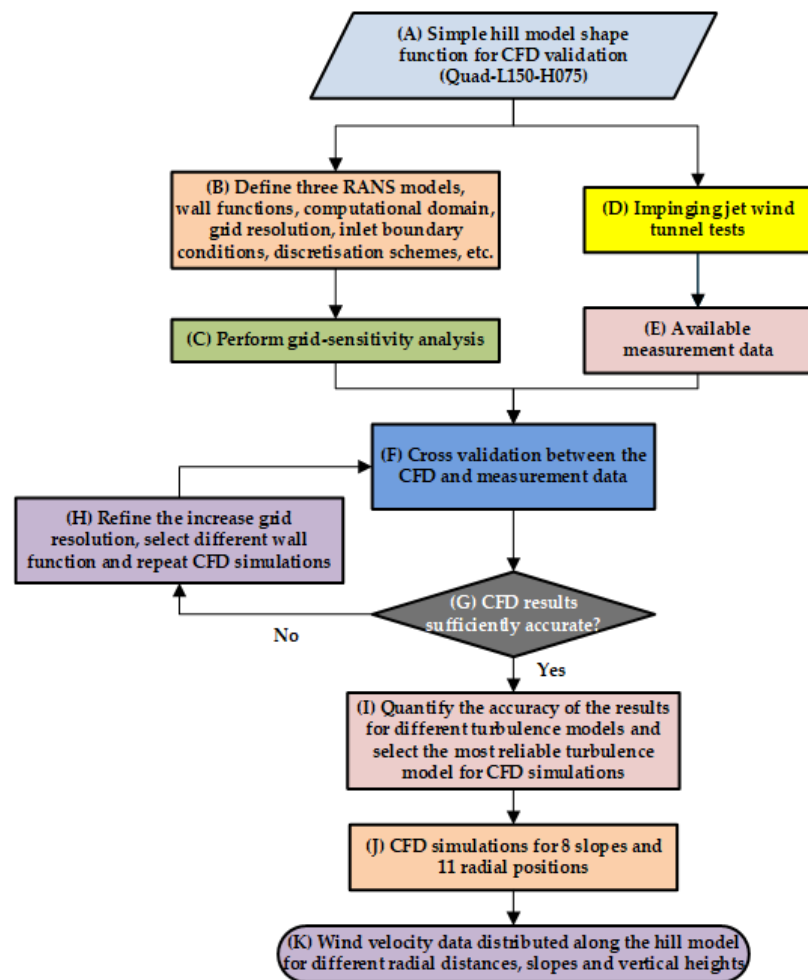 (A) Simple hill model shape
function for CFD validation
(Quad-L150-H075)
(B) Define three RANS models,
wall functions, computational domain,
grid resolution, inlet boundary
conditions, discretisation schemes, etc.
(D) Impinging jet wind
tunnel tests
(C) Perform grid-sensitivity analysis
(E) Available
measurement data
(F) Cross validation between the
CFD and measurement data
(H) Refine the increase grid
resolution, select different wall
function and repeat CFD simulations
(G) CFD results
sufficiently accurate?
No
Yes
(I) Quantify the accuracy of the results
for different turbulence models and
select the most reliable turbulence
model for CFD simulations
(J) CFD simulations for 8 slopes and
11 radial positions
(K) Wind velocity data distributed along the hill model
for different radial distances, slopes and vertical heights